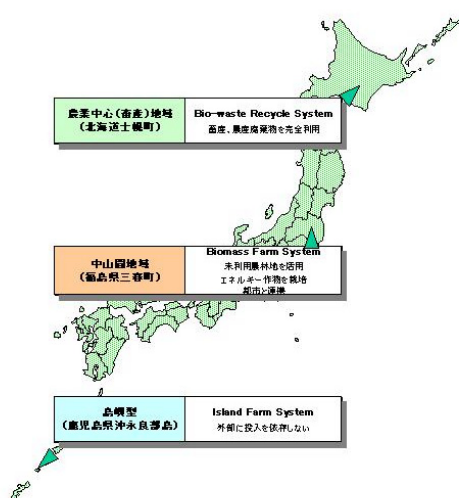 農業中心(畜産)地域
(北海道士幌町)
Bio-waste Recycle System
畜産、農産廃棄物を完全利用
中山間地域
(福島県三春町)
Biomass Farm System
未利用農林地を活用
エネルギー作物を栽培
都市と連携
島嶼型
(鹿児島県沖永良部島)
Island Farm System
外部に投入を依存しない